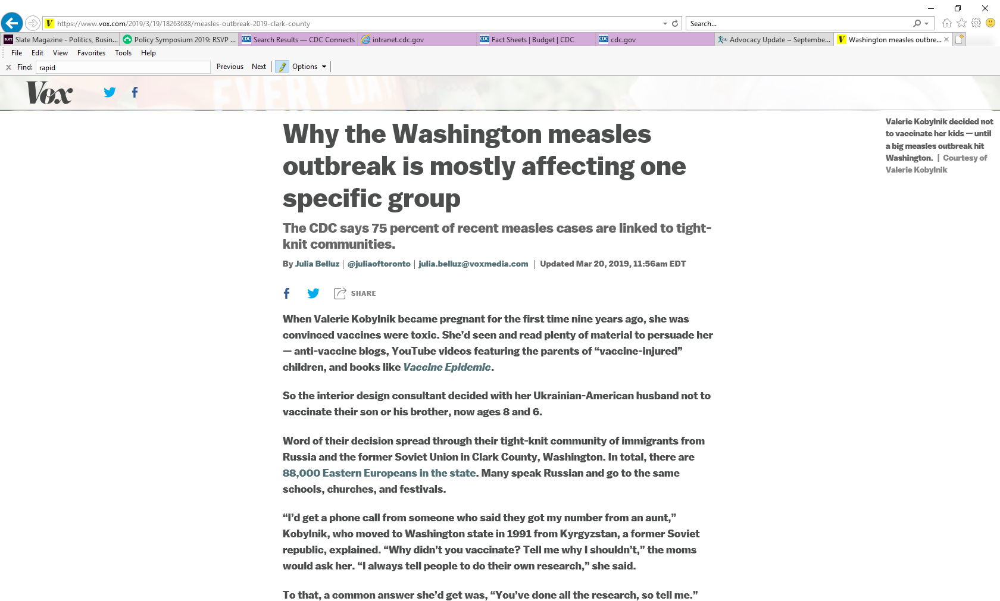 https://www.vox.com/2019/3/19/18263688/measles-outbreak-2019-clark-county
Search...
Slate Magazine - Politics, Busin...
Policy Symposium 2019: RSVP ...
Search Results — CDC Connects
intranet.cdc.gov
Fact Sheets | Budget | CDC
cdc.gov
Advocacy Update ~ Septembe...
Washington measles outbre...
File Edit View Favorites Tools Help
Find: rapid Previous Next Options
Vox
EVERY DAY
Why the Washington measles
outbreak is mostly affecting one
specific group
The CDC says 75 percent of recent measles cases are linked to tight-
knit communities.
By Julia Belluz | @juliaoftoronto | julia.belluz@voxmedia.com | Updated Mar 20, 2019, 11:56am EDT
SHARE
When Valerie Kobylnik became pregnant for the first time nine years ago, she was
convinced vaccines were toxic. She’d seen and read plenty of material to persuade her
— anti-vaccine blogs, YouTube videos featuring the parents of “vaccine-injured”
children, and books like Vaccine Epidemic.
So the interior design consultant decided with her Ukrainian-American husband not to
vaccinate their son or his brother, now ages 8 and 6.
Word of their decision spread through their tight-knit community of immigrants from
Russia and the former Soviet Union in Clark County, Washington. In total, there are
88,000 Eastern Europeans in the state. Many speak Russian and go to the same
schools, churches, and festivals.
“I’d get a phone call from someone who said they got my number from an aunt,”
Kobylnik, who moved to Washington state in 1991 from Kyrgyzstan, a former Soviet
republic, explained. “Why didn’t you vaccinate? Tell me why I shouldn’t,” the moms
would ask her. “I always tell people to do their own research,” she said.
To that, a common answer she’d get was, “You’ve done all the research, so tell me.”
Valerie Kobylnik decided not
to vaccinate her kids — until
a big measles outbreak hit
Washington. | Courtesy of
Valerie Kobylnik